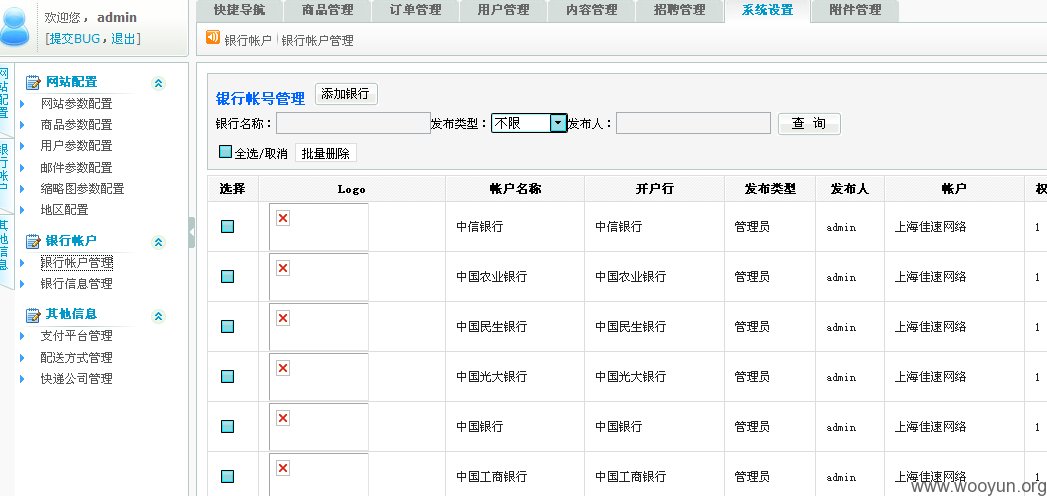 欢迎您，admin
[提交BUG，退出]
快捷导航 商品管理 订单管理 用户管理 内容管理 招聘管理 系统设置 附件管理
银行帐户 银行帐户管理
网站配置
银行帐户
其他信息
网站配置
网站参数配置
商品参数配置
用户参数配置
邮件参数配置
缩略图参数配置
地区配置
银行帐户
银行帐户管理
银行信息管理
其他信息
支付平台管理
配送方式管理
快递公司管理
银行帐号管理 添加银行
银行名称： 发布类型：不限 发布人： 查 询
全选/取消 批量删除
选择 Logo 帐户名称 开户行 发布类型 发布人 帐户 权
中信银行 中信银行 管理员 admin 上海佳速网络 1
中国农业银行 中国农业银行 管理员 admin 上海佳速网络 1
中国民生银行 中国民生银行 管理员 admin 上海佳速网络 1
中国光大银行 中国光大银行 管理员 admin 上海佳速网络 1
中国银行 中国银行 管理员 admin 上海佳速网络 1
中国工商银行 中国工商银行 管理员 admin 上海佳速网络 1
www.wooyun.org